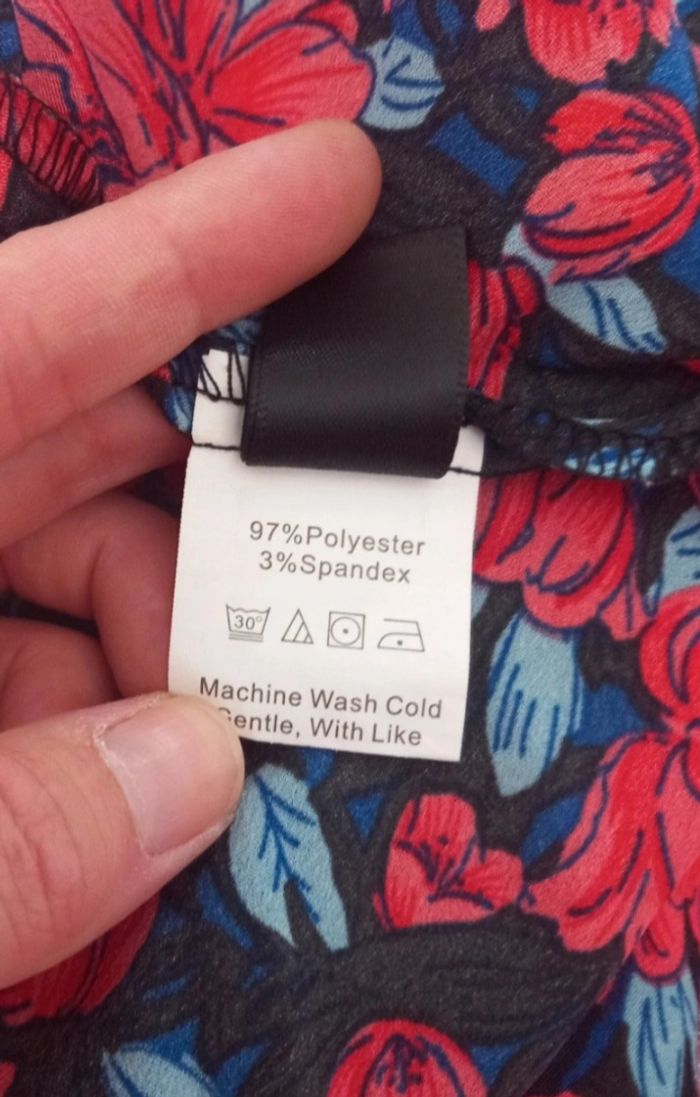 97%Polyester
3%Spandex
30°
Machine Wash Cold
Gentle, With Like